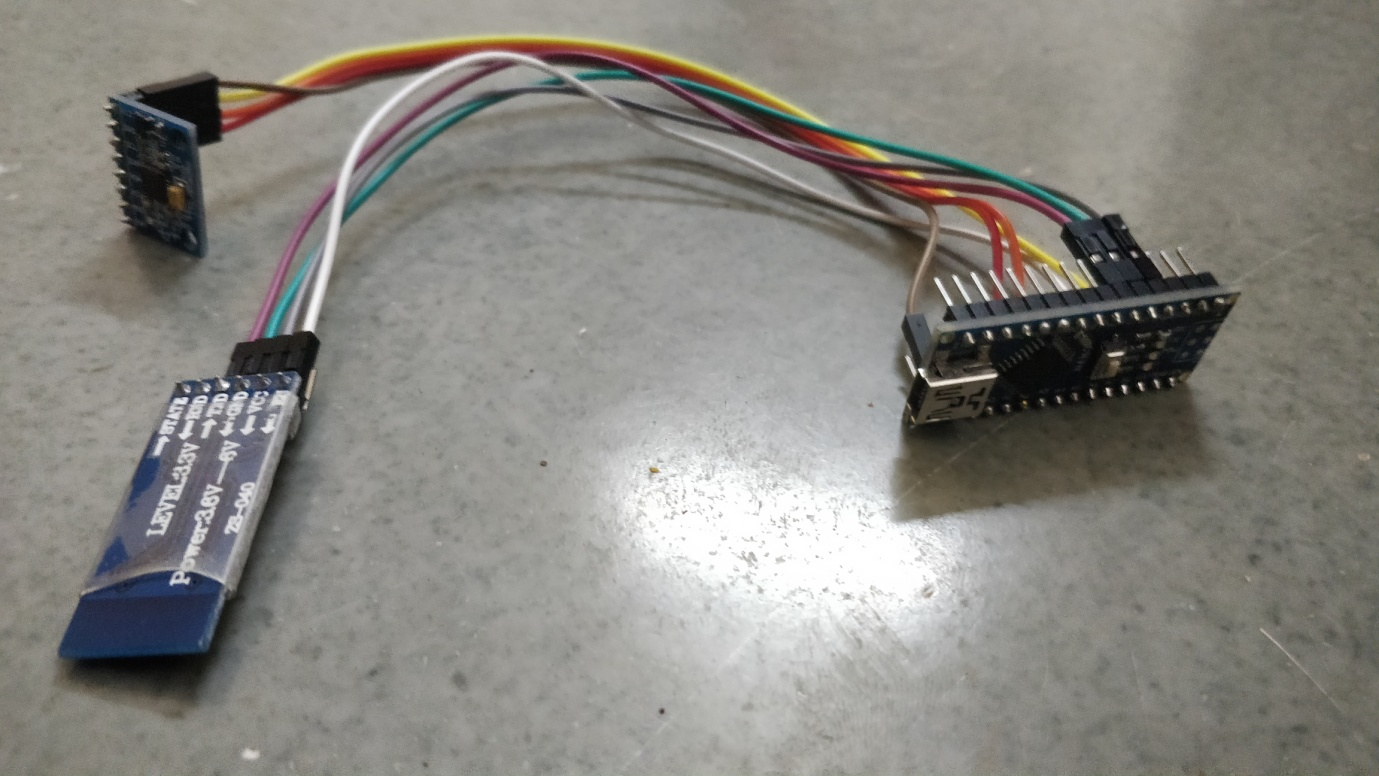 STATE
RXD
TXD
GND
VCC
EN
LEVEL:3.3V
Power:3.6V—6V
ZS-040